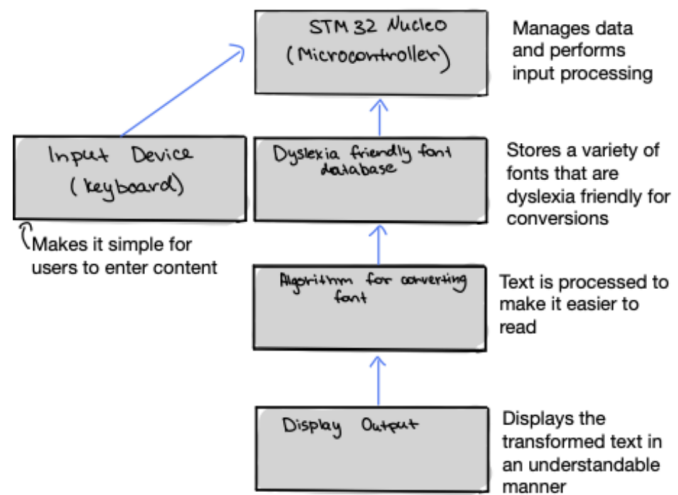 STM 32 Nucleo
(Microcontroller)
Manages data
and performs
input processing
Input Device
(keyboard)
Makes it simple for
users to enter content
Dyslexia friendly font
database
Stores a variety of
fonts that are
dyslexia friendly for
conversions
Algorithm for converting
font
Text is processed to
make it easier to
read
Display Output
Displays the
transformed text in
an understandable
manner